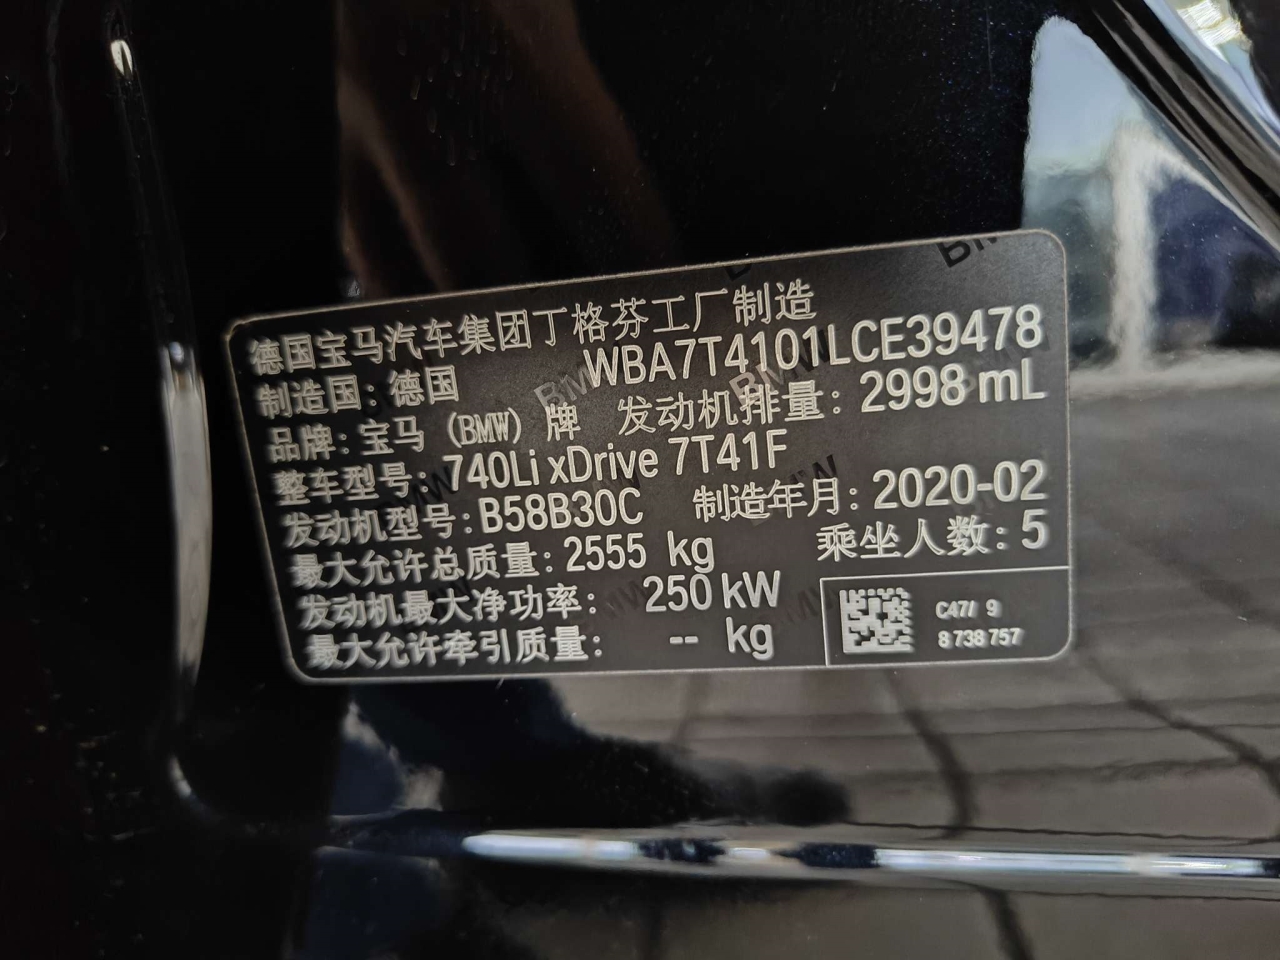 德国宝马汽车集团丁格芬工厂制造
制造国：德国 WBA7T4101LCE39478
品牌：宝马（BMW）牌 发动机排量：2998 mL
整车型号：740Li xDrive 7T41F
发动机型号：B58B30C 制造年月：2020-02
最大允许总质量：2555 kg 乘坐人数：5
发动机最大净功率： 250 kW
最大允许牵引质量： -- kg
C47/ 9
8 738 757